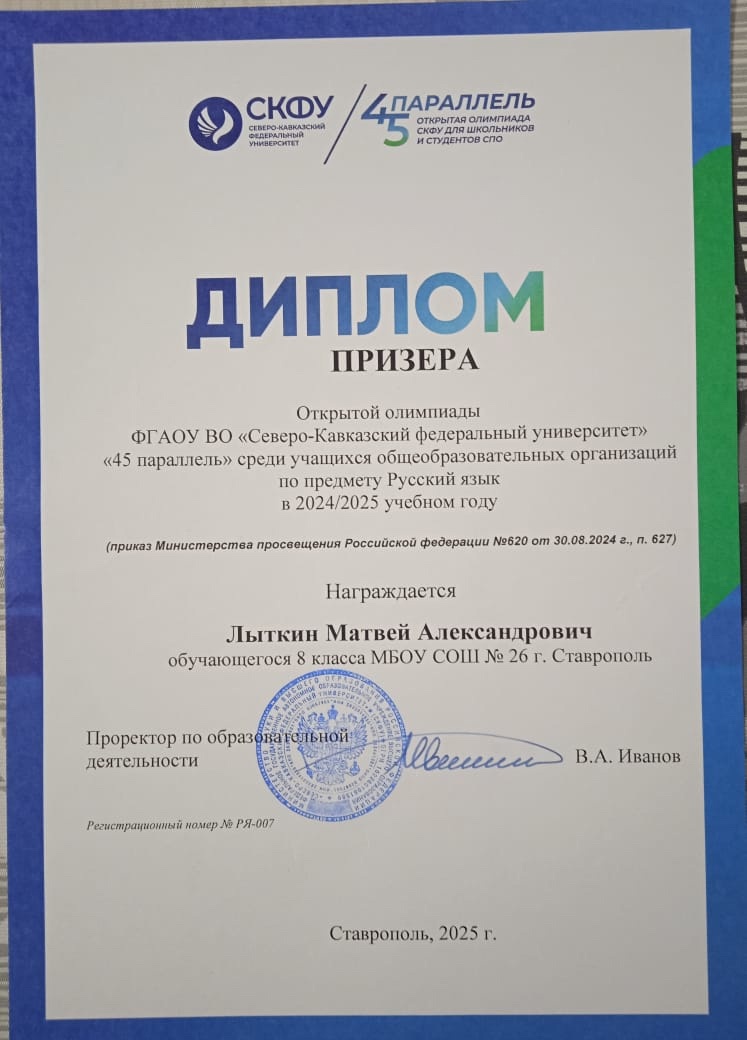 СКФУ
СЕВЕРО-КАВКАЗСКИЙ
ФЕДЕРАЛЬНЫЙ
УНИВЕРСИТЕТ
45 ПАРАЛЛЕЛЬ
ОТКРЫТАЯ ОЛИМПИАДА
СКФУ ДЛЯ ШКОЛЬНИКОВ
И СТУДЕНТОВ СПО
ДИПЛОМ
ПРИЗЕРА
Открытой олимпиады
ФГАОУ ВО «Северо-Кавказский федеральный университет»
«45 параллель» среди учащихся общеобразовательных организаций
по предмету Русский язык
в 2024/2025 учебном году
(приказ Министерства просвещения Российской федерации №620 от 30.08.2024 г., п. 627)
Награждается
Лыткин Матвей Александрович
обучающегося 8 класса МБОУ СОШ № 26 г. Ставрополь
Проректор по образовательной
деятельности
В.А. Иванов
Регистрационный номер № РЯ-007
Ставрополь, 2025 г.